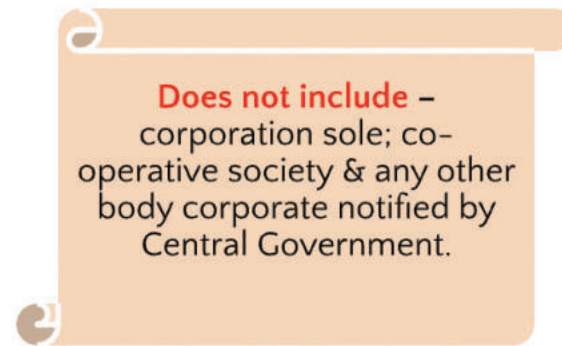 Does not include –
corporation sole; co-
operative society & any other
body corporate notified by
Central Government.